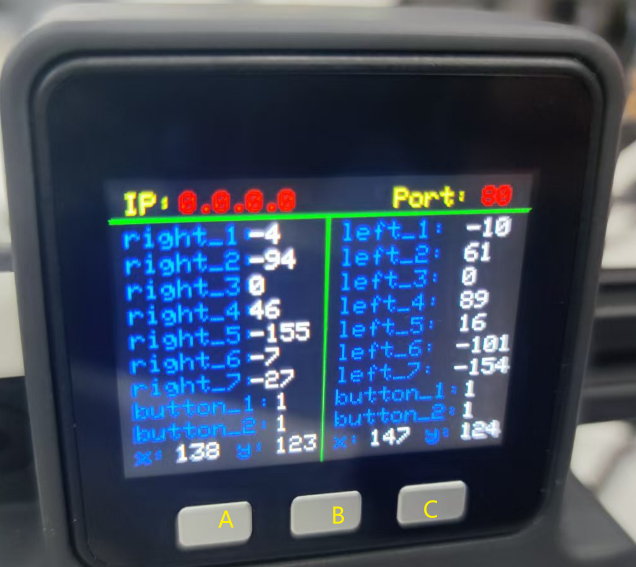 IP: 0.0.0.0 Port: 80
right_1 -4
right_2 -94
right_3 0
right_4 46
right_5 -155
right_6 -7
right_7 -27
button_1: 1
button_2: 1
x: 138 y: 123
left_1: -10
left_2: 61
left_3: 0
left_4: 89
left_5: 16
left_6: -101
left_7: -154
button_1: 1
button_2: 1
x: 147 y: 124
A B C